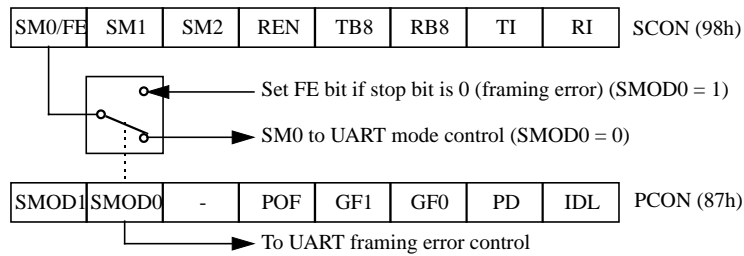 SM0/FE SM1 SM2 REN TB8 RB8 TI RI SCON (98h)
Set FE bit if stop bit is 0 (framing error) (SMOD0 = 1)
SM0 to UART mode control (SMOD0 = 0)
SMOD1 SMOD0 - POF GF1 GF0 PD IDL PCON (87h)
To UART framing error control